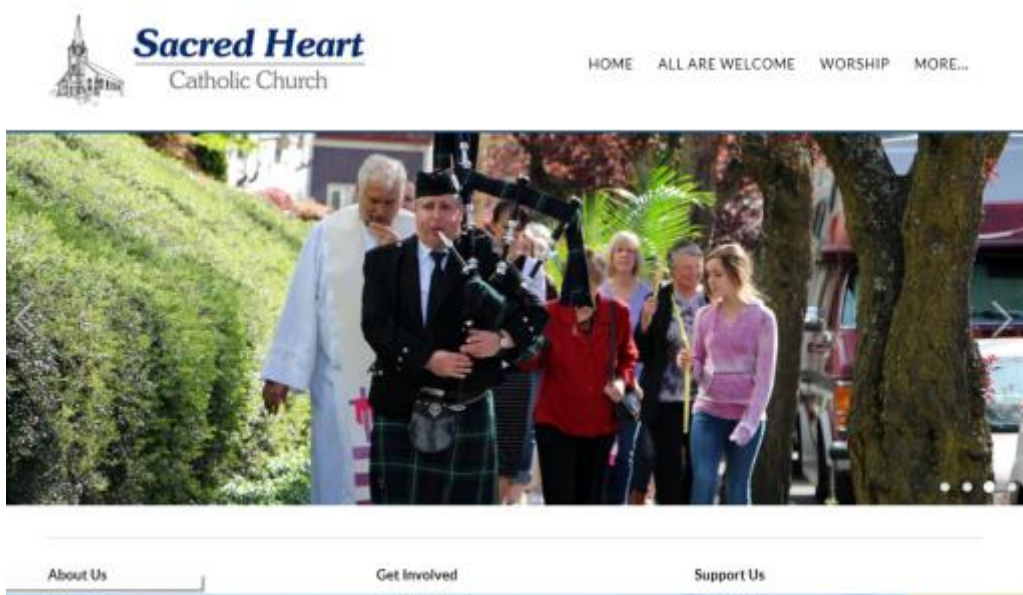 Sacred Heart
Catholic Church
HOME ALL ARE WELCOME WORSHIP MORE...
About Us Get Involved Support Us